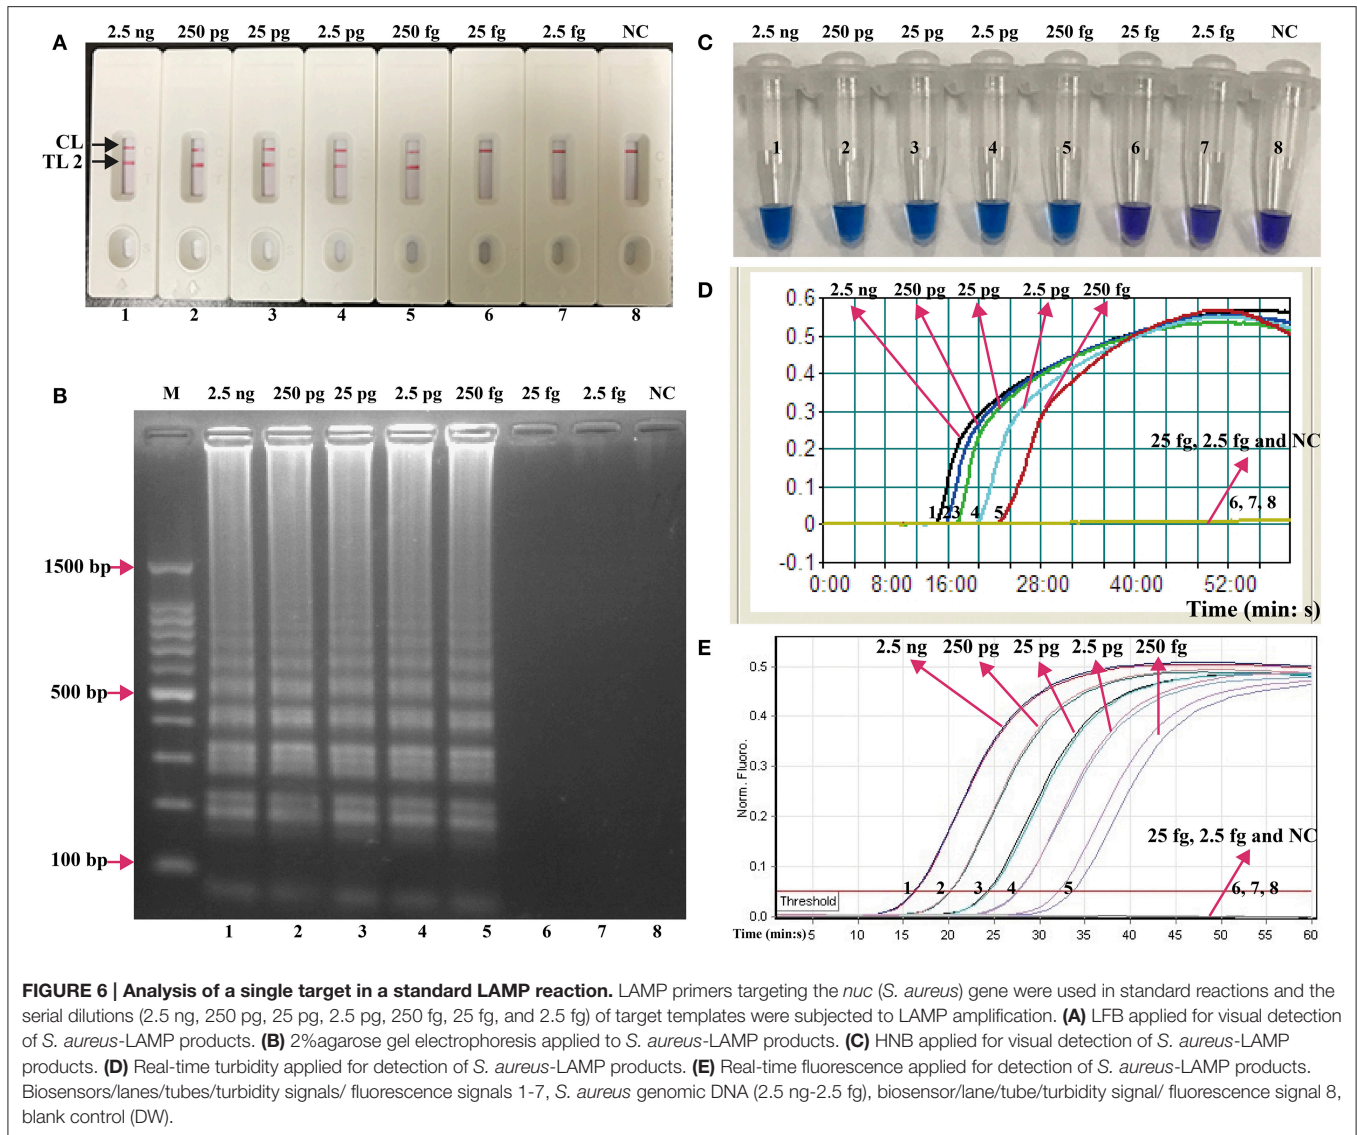 A
2.5 ng 250 pg 25 pg 2.5 pg 250 fg 25 fg 2.5 fg NC
CL
TL 2
1 2 3 4 5 6 7 8
B
M 2.5 ng 250 pg 25 pg 2.5 pg 250 fg 25 fg 2.5 fg NC
1500 bp
500 bp
100 bp
1 2 3 4 5 6 7 8
C
2.5 ng 250 pg 25 pg 2.5 pg 250 fg 25 fg 2.5 fg NC
1 2 3 4 5 6 7 8
D
0.6
0.5
0.4
0.3
0.2
0.1
0
-0.1
2.5 ng 250 pg 25 pg 2.5 pg 250 fg
25 fg, 2.5 fg and NC
6, 7, 8
1 2 3 4 5
0:00 8:00 16:00 28:00 40:00 52:00
Time (min: s)
E
2.5 ng 250 pg 25 pg 2.5 pg 250 fg
0.5
0.4
0.3
0.2
0.1
0.0
Norm. Fluoro.
25 fg, 2.5 fg and NC
1 2 3 4 5 6, 7, 8
Threshold
Time (min:s) 5 10 15 20 25 30 35 40 45 50 55 60
FIGURE 6 | Analysis of a single target in a standard LAMP reaction. LAMP primers targeting the nuc (S. aureus) gene were used in standard reactions and the
serial dilutions (2.5 ng, 250 pg, 25 pg, 2.5 pg, 250 fg, 25 fg, and 2.5 fg) of target templates were subjected to LAMP amplification. (A) LFB applied for visual detection
of S. aureus-LAMP products. (B) 2%agarose gel electrophoresis applied to S. aureus-LAMP products. (C) HNB applied for visual detection of S. aureus-LAMP
products. (D) Real-time turbidity applied for detection of S. aureus-LAMP products. (E) Real-time fluorescence applied for detection of S. aureus-LAMP products.
Biosensors/lanes/tubes/turbidity signals/ fluorescence signals 1-7, S. aureus genomic DNA (2.5 ng-2.5 fg), biosensor/lane/tube/turbidity signal/ fluorescence signal 8,
blank control (DW).